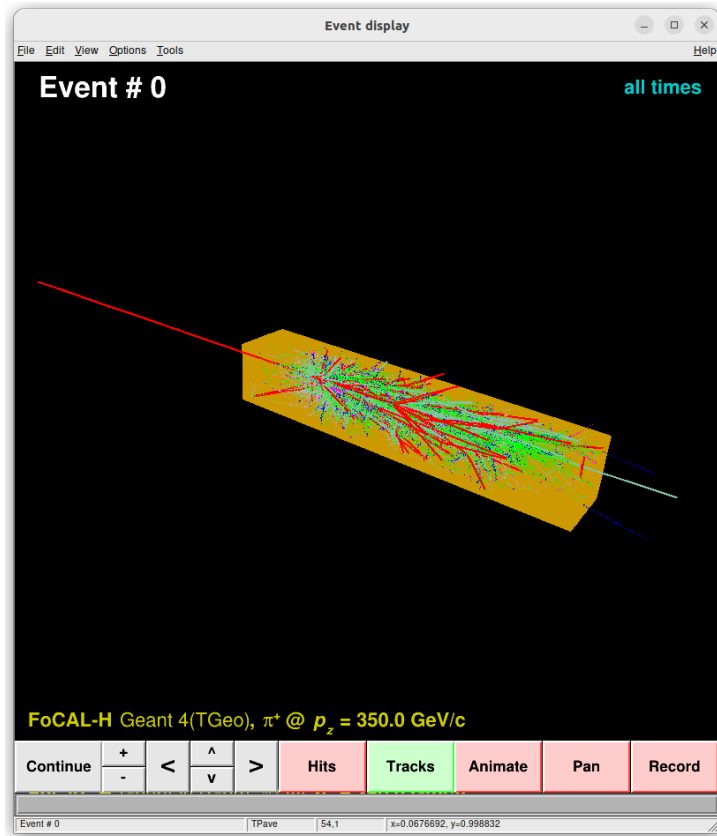 Event display
File Edit View Options Tools Help
Event # 0
all times
FoCAL-H Geant 4(TGeo), π⁺ @ p_z = 350.0 GeV/c
Continue + - < ^ v > Hits Tracks Animate Pan Record
Event # 0 TPave 54,1 x=0.0676692, y=0.998832